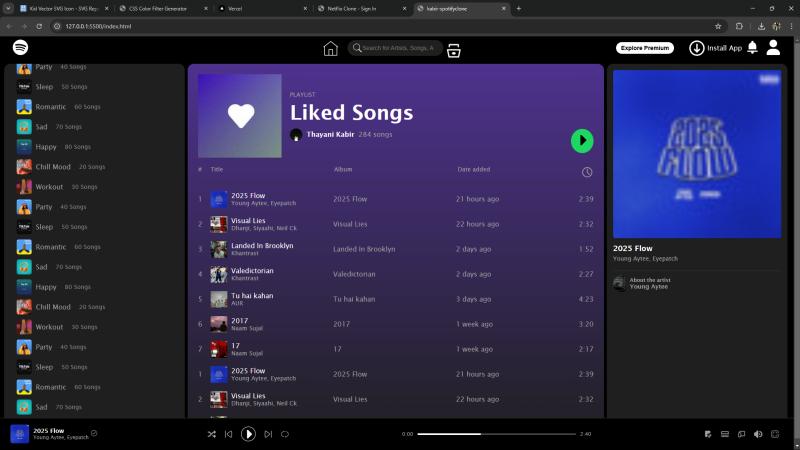 Kid Vector SVG Icon - SVG Rep
CSS Color Filter Generator
Vercel
Netflix Clone - Sign In
kabir-spotifyclone
127.0.0.1:5500/index.html
Search for Artists, Songs, A
Explore Premium
Install App
Party 40 Songs
Sleep 50 Songs
Romantic 60 Songs
Sad 70 Songs
Happy 80 Songs
Chill Mood 20 Songs
Workout 30 Songs
Party 40 Songs
Sleep 50 Songs
Romantic 60 Songs
Sad 70 Songs
Happy 80 Songs
Chill Mood 20 Songs
Workout 30 Songs
Party 40 Songs
Sleep 50 Songs
Romantic 60 Songs
Sad 70 Songs
PLAYLIST
Liked Songs
Thayani Kabir 284 songs
# Title Album Date added
1 2025 Flow 2025 Flow 21 hours ago 2:39
Young Aytee, Eyepatch
2 Visual Lies Visual Lies 22 hours ago 2:32
Dhanji, Siyaahi, Neil Ck
3 Landed In Brooklyn Landed In Brooklyn 2 days ago 1:52
Khantrast
4 Valedictorian Valedictorian 2 days ago 2:27
Khantrast
5 Tu hai kahan Tu hai kahan 3 days ago 4:23
AUR
6 2017 2017 1 week ago 3:20
Naam Sujal
7 17 17 1 week ago 2:17
Naam Sujal
1 2025 Flow 2025 Flow 21 hours ago 2:39
Young Aytee, Eyepatch
2 Visual Lies Visual Lies 22 hours ago 2:32
Dhanji, Siyaahi, Neil Ck
2025
FLOW
2025 Flow
Young Aytee, Eyepatch
About the artist
Young Aytee
2025 Flow
Young Aytee, Eyepatch
0:00
2:40